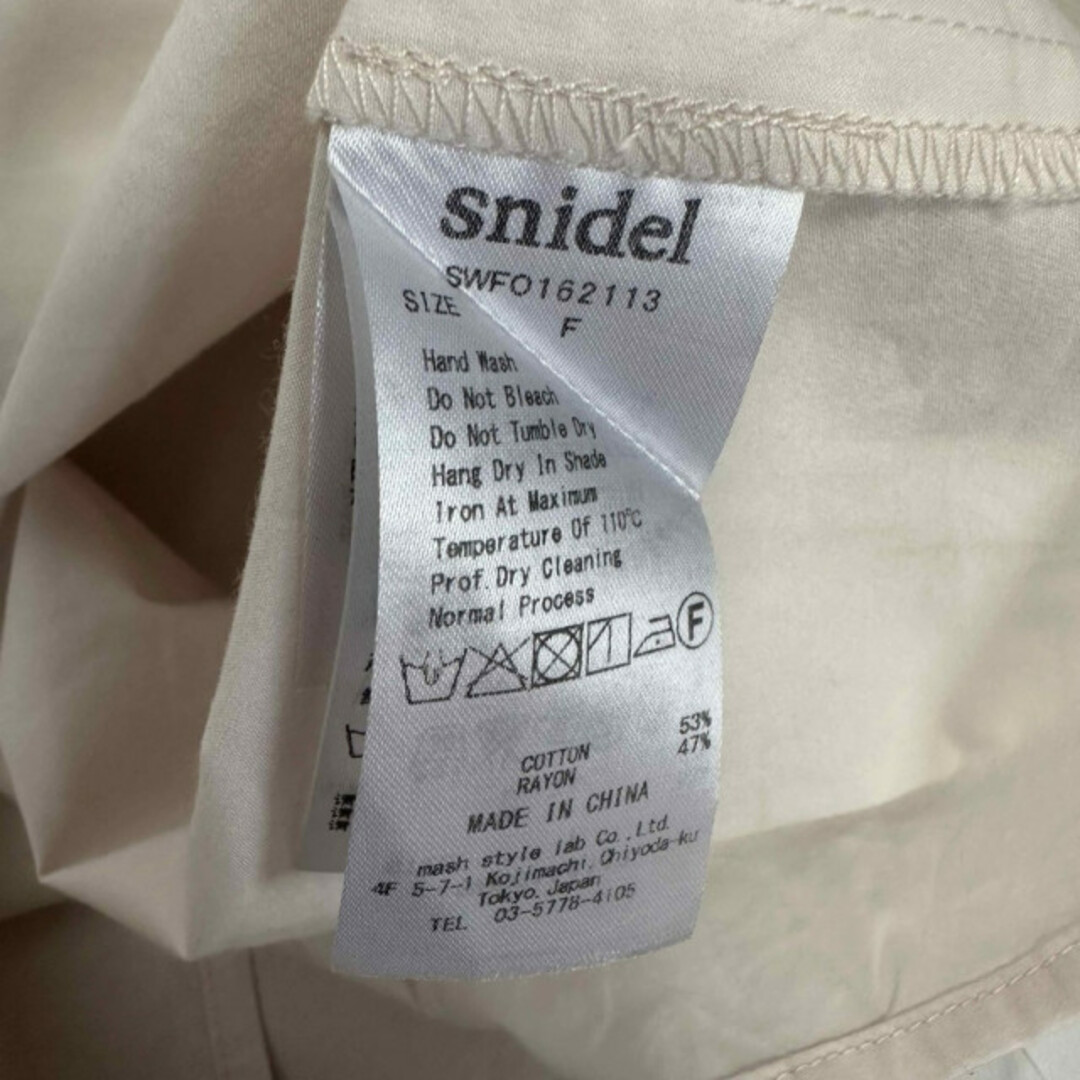 snidel
SWFO162113
SIZE
F
Hand Wash
Do Not Bleach
Do Not Tumble Dry
Hang Dry In Shade
Iron At Maximum
Temperature Of 110℃
Prof.Dry Cleaning
Normal Process
F
COTTON 53%
RAYON 47%
MADE IN CHINA
mash style lab Co.,Ltd.
4F 5-7-1 Kojimachi,Chiyoda-ku
Tokyo.Japan
TEL 03-5778-4105